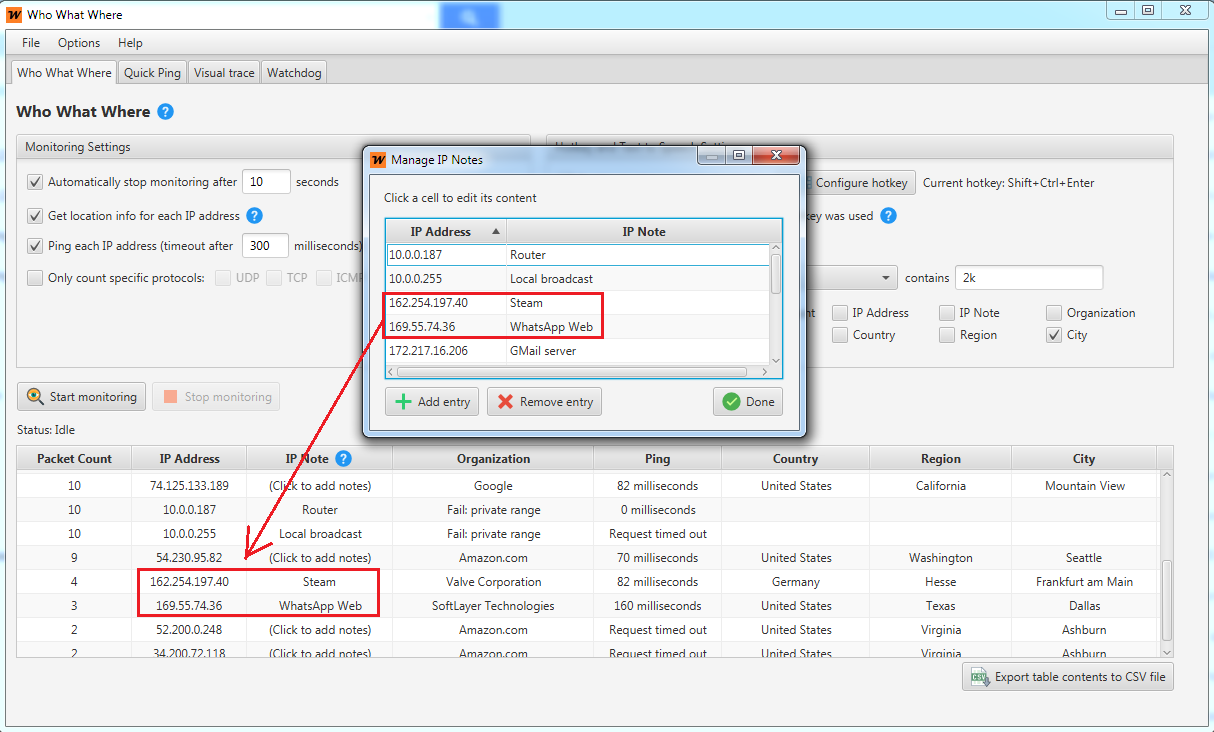 Who What Where
File Options Help
Who What Where Quick Ping Visual trace Watchdog
Who What Where ?
Monitoring Settings
Automatically stop monitoring after 10 seconds
Get location info for each IP address ?
Ping each IP address (timeout after 300 milliseconds)
Only count specific protocols: UDP TCP ICMP
Configure hotkey Current hotkey: Shift+Ctrl+Enter
key was used ?
contains 2k
IP Address IP Note Organization
Country Region City
Manage IP Notes
Click a cell to edit its content
IP Address IP Note
10.0.0.187 Router
10.0.0.255 Local broadcast
162.254.197.40 Steam
169.55.74.36 WhatsApp Web
172.217.16.206 GMail server
Add entry Remove entry Done
Start monitoring Stop monitoring
Status: Idle
Packet Count IP Address IP Note ? Organization Ping Country Region City
10 74.125.133.189 (Click to add notes) Google 82 milliseconds United States California Mountain View
10 10.0.0.187 Router Fail: private range 0 milliseconds
10 10.0.0.255 Local broadcast Fail: private range Request timed out
9 54.230.95.82 (Click to add notes) Amazon.com 70 milliseconds United States Washington Seattle
4 162.254.197.40 Steam Valve Corporation 82 milliseconds Germany Hesse Frankfurt am Main
3 169.55.74.36 WhatsApp Web SoftLayer Technologies 160 milliseconds United States Texas Dallas
2 52.200.0.248 (Click to add notes) Amazon.com Request timed out United States Virginia Ashburn
2 34.200.72.118 (Click to add notes) Amazon.com Request timed out United States Virginia Ashburn
CSV Export table contents to CSV file